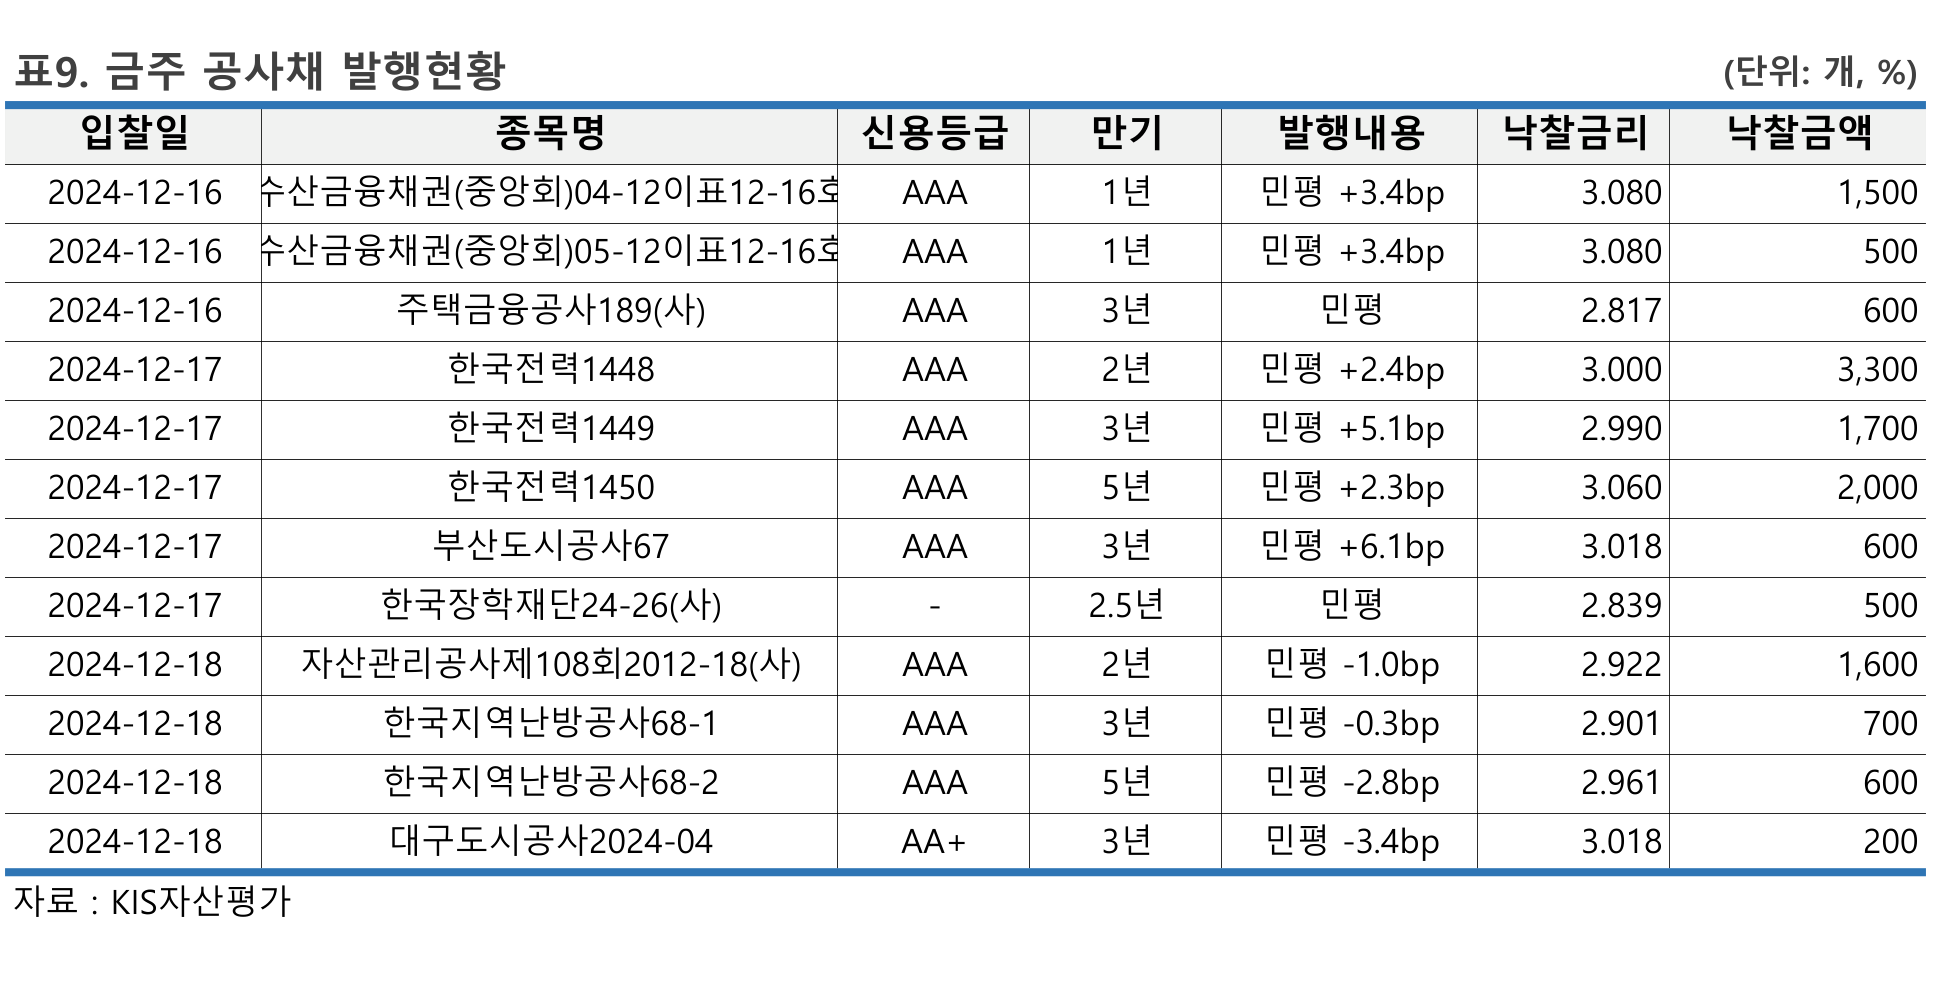 표9. 금주 공사채 발행현황 (단위: 개, %)
입찰일 종목명 신용등급 만기 발행내용 낙찰금리 낙찰금액
2024-12-16 수산금융채권(중앙회)04-12이표12-16호 AAA 1년 민평 +3.4bp 3.080 1,500
2024-12-16 수산금융채권(중앙회)05-12이표12-16호 AAA 1년 민평 +3.4bp 3.080 500
2024-12-16 주택금융공사189(사) AAA 3년 민평 2.817 600
2024-12-17 한국전력1448 AAA 2년 민평 +2.4bp 3.000 3,300
2024-12-17 한국전력1449 AAA 3년 민평 +5.1bp 2.990 1,700
2024-12-17 한국전력1450 AAA 5년 민평 +2.3bp 3.060 2,000
2024-12-17 부산도시공사67 AAA 3년 민평 +6.1bp 3.018 600
2024-12-17 한국장학재단24-26(사) - 2.5년 민평 2.839 500
2024-12-18 자산관리공사제108회2012-18(사) AAA 2년 민평 -1.0bp 2.922 1,600
2024-12-18 한국지역난방공사68-1 AAA 3년 민평 -0.3bp 2.901 700
2024-12-18 한국지역난방공사68-2 AAA 5년 민평 -2.8bp 2.961 600
2024-12-18 대구도시공사2024-04 AA+ 3년 민평 -3.4bp 3.018 200
자료 : KIS자산평가